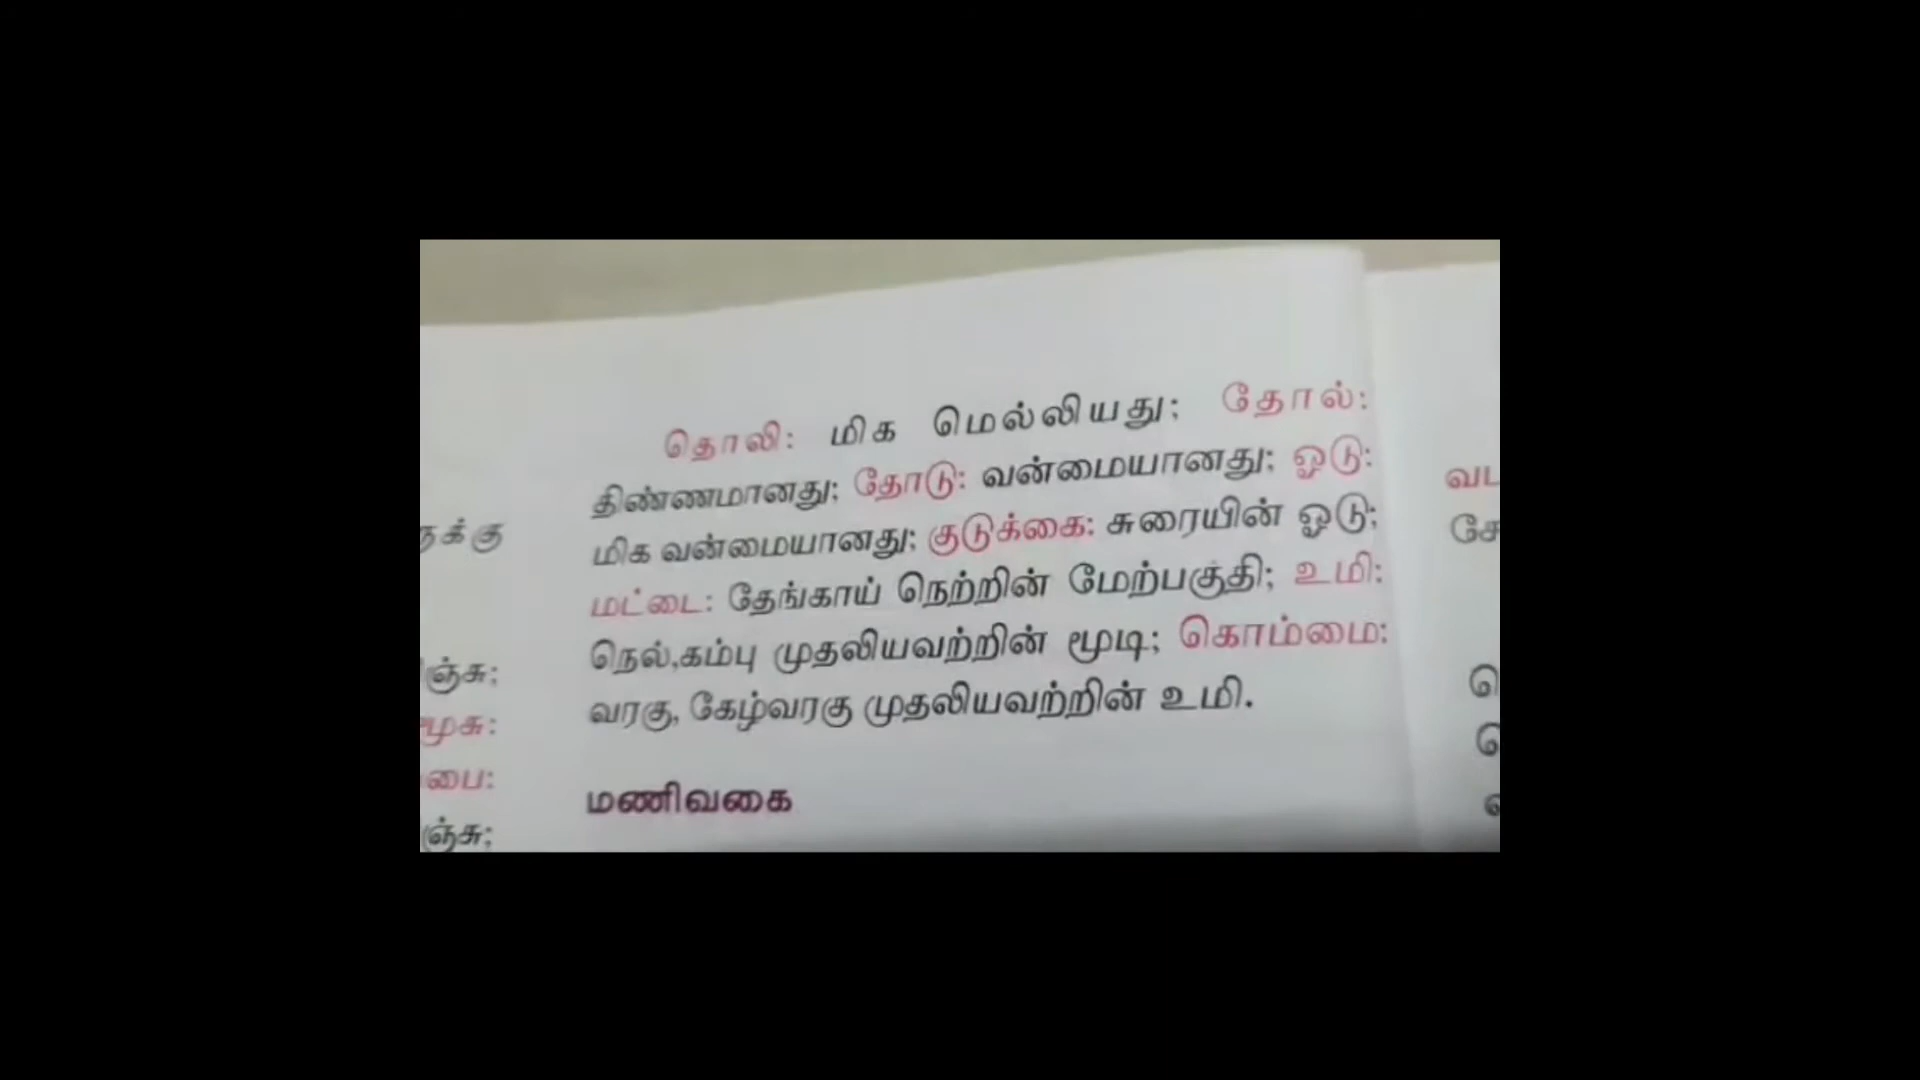 தொலி: மிக மெல்லியது; தோல்:
திண்ணமானது; தோடு: வன்மையானது; ஓடு:
மிக வன்மையானது; குடுக்கை: சுரையின் ஓடு;
மட்டை: தேங்காய் நெற்றின் மேற்பகுதி; உமி:
நெல்,கம்பு முதலியவற்றின் மூடி; கொம்மை:
வரகு, கேழ்வரகு முதலியவற்றின் உமி.
மணிவகை